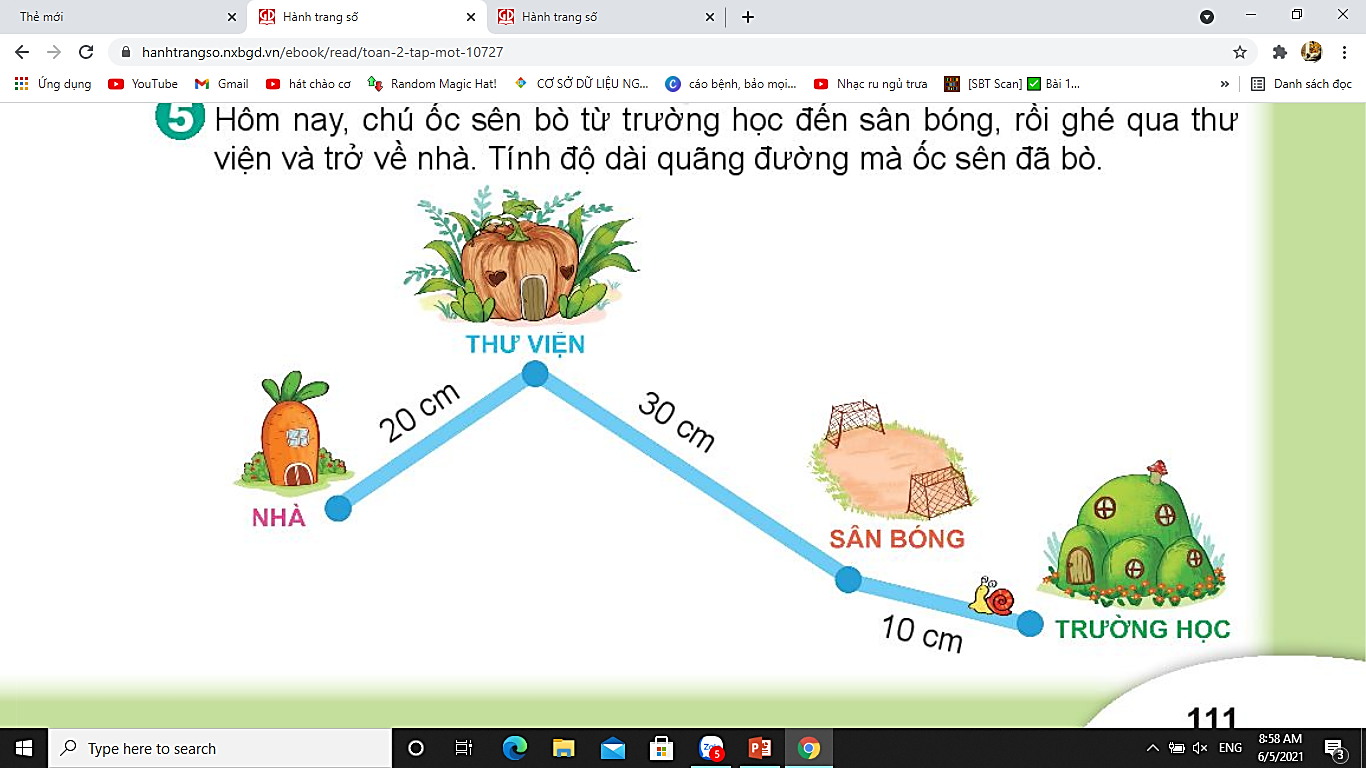 Thẻ mới
Hành trang số
Hành trang số
hanhtrangso.nxbgd.vn/ebook/read/toan-2-tap-mot-10727
Ứng dụng YouTube Gmail hát chào cơ Random Magic Hat! CƠ SỞ DỮ LIỆU NG... cáo bệnh, bảo mọi... Nhạc ru ngủ trưa [SBT Scan] ✅ Bài 1... » Danh sách đọc
5 Hôm nay, chú ốc sên bò từ trường học đến sân bóng, rồi ghé qua thư
viện và trở về nhà. Tính độ dài quãng đường mà ốc sên đã bò.
THƯ VIỆN
20 cm
30 cm
NHÀ
SÂN BÓNG
10 cm
TRƯỜNG HỌC
111
Type here to search
5
ENG
8:58 AM
6/5/2021
3